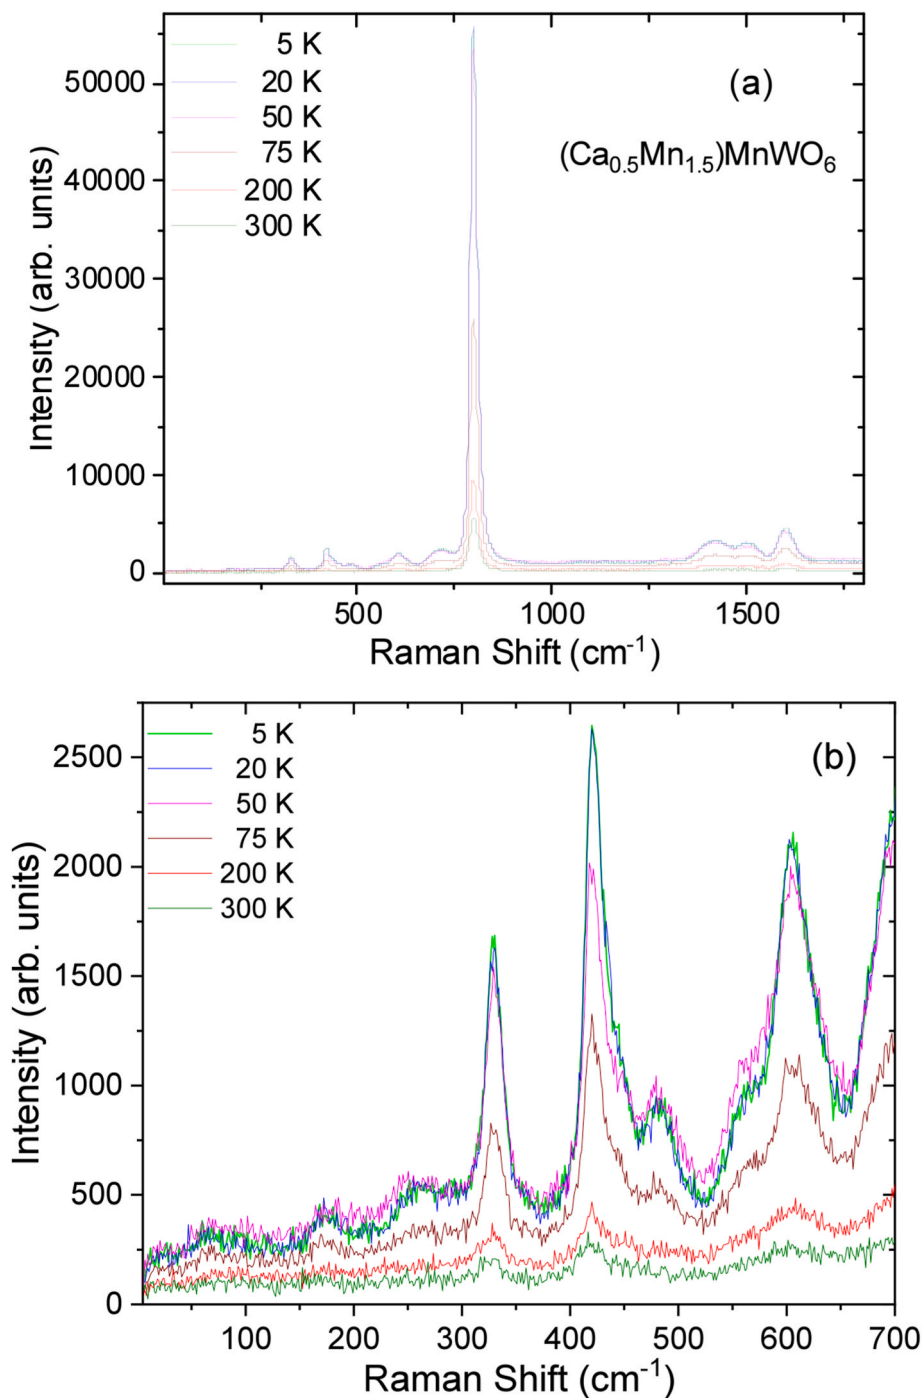 5 K
20 K
50 K
75 K
200 K
300 K
(a)
(Ca0.5Mn1.5)MnWO6
Intensity (arb. units)
50000
40000
30000
20000
10000
0
500
1000
1500
Raman Shift (cm-1)
5 K
20 K
50 K
75 K
200 K
300 K
(b)
Intensity (arb. units)
2500
2000
1500
1000
500
0
100
200
300
400
500
600
700
Raman Shift (cm-1)